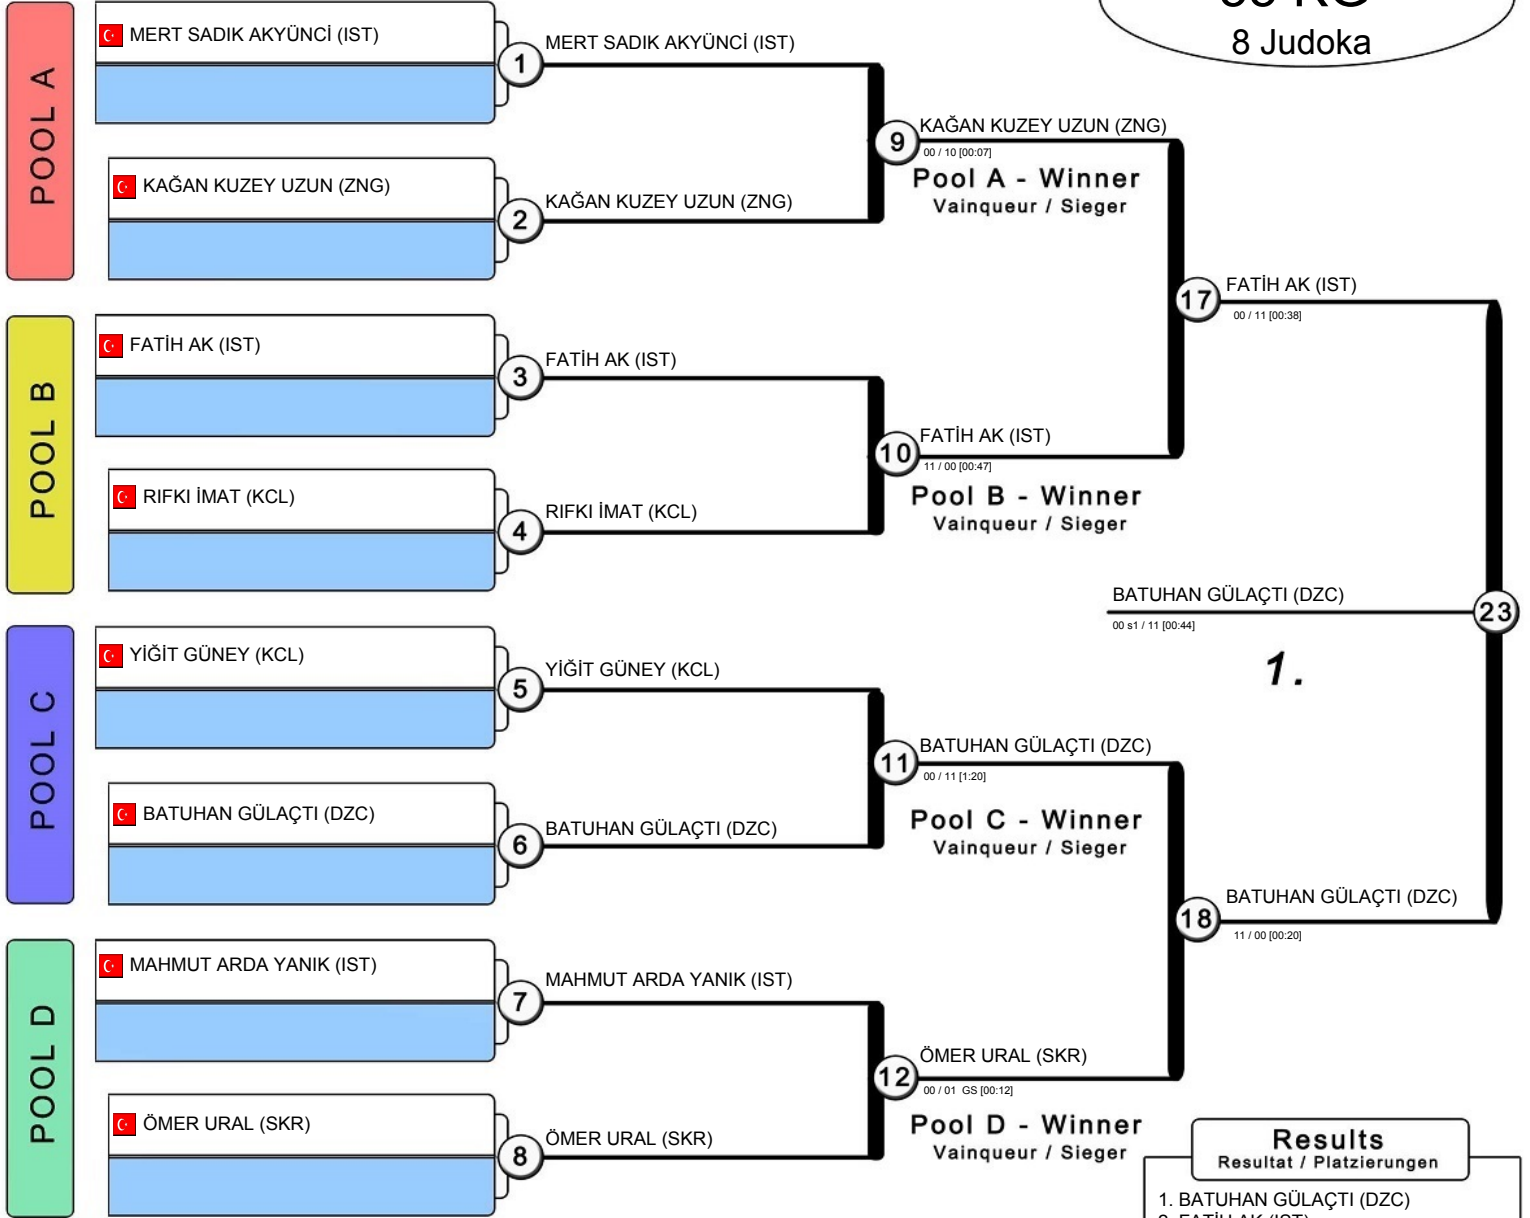 8 Judoka
POOL A
MERT SADIK AKYÜNCİ (IST)
1
MERT SADIK AKYÜNCİ (IST)
KAĞAN KUZEY UZUN (ZNG)
2
KAĞAN KUZEY UZUN (ZNG)
9
KAĞAN KUZEY UZUN (ZNG)
00 / 10 [00:07]
Pool A - Winner
Vainqueur / Sieger
POOL B
FATİH AK (IST)
3
FATİH AK (IST)
RIFKI İMAT (KCL)
4
RIFKI İMAT (KCL)
10
FATİH AK (IST)
11 / 00 [00:47]
Pool B - Winner
Vainqueur / Sieger
17
FATİH AK (IST)
00 / 11 [00:38]
BATUHAN GÜLAÇTI (DZC)
23
00 s1 / 11 [00:44]
1.
POOL C
YİĞİT GÜNEY (KCL)
5
YİĞİT GÜNEY (KCL)
BATUHAN GÜLAÇTI (DZC)
6
BATUHAN GÜLAÇTI (DZC)
11
BATUHAN GÜLAÇTI (DZC)
00 / 11 [1:20]
Pool C - Winner
Vainqueur / Sieger
18
BATUHAN GÜLAÇTI (DZC)
11 / 00 [00:20]
POOL D
MAHMUT ARDA YANIK (IST)
7
MAHMUT ARDA YANIK (IST)
ÖMER URAL (SKR)
8
ÖMER URAL (SKR)
12
ÖMER URAL (SKR)
00 / 01 GS [00:12]
Pool D - Winner
Vainqueur / Sieger
Results
Resultat / Platzierungen
1. BATUHAN GÜLAÇTI (DZC)
2. FATİH AK (IST)